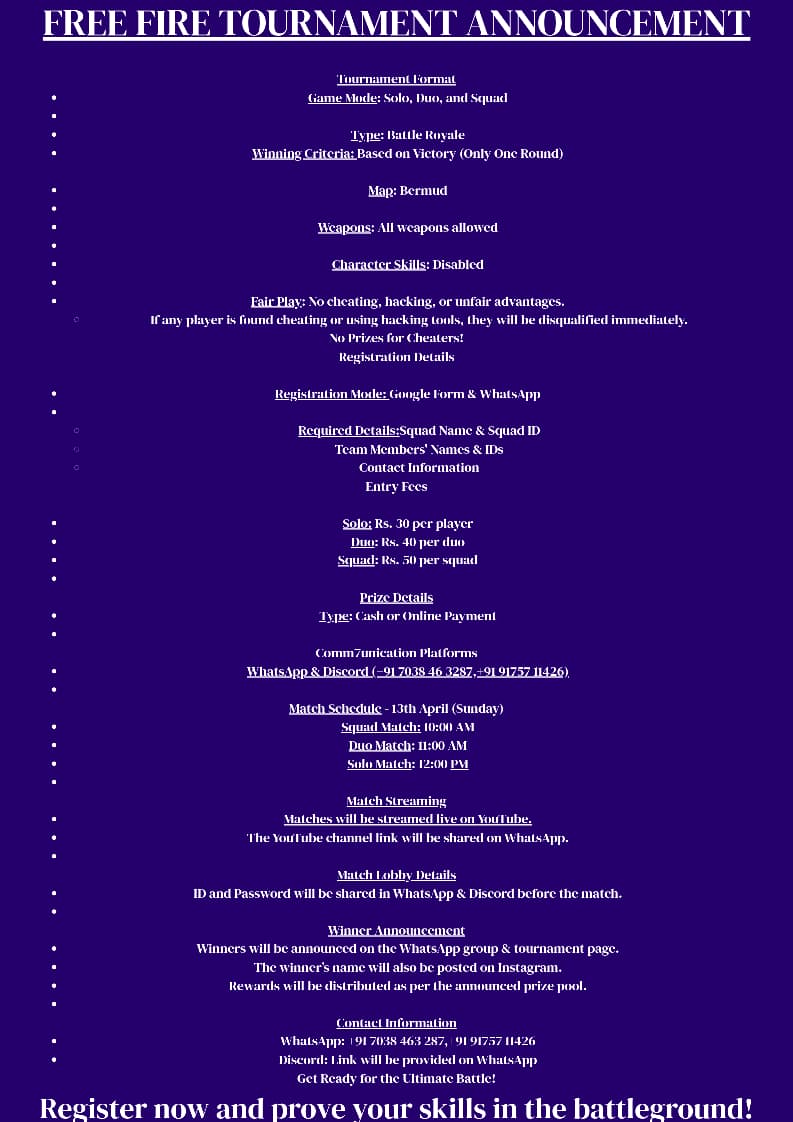 FREE FIRE TOURNAMENT ANNOUNCEMENT
Tournament Format
Game Mode: Solo, Duo, and Squad
Type: Battle Royale
Winning Criteria: Based on Victory (Only One Round)
Map: Bermud
Weapons: All weapons allowed
Character Skills: Disabled
Fair Play: No cheating, hacking, or unfair advantages.
If any player is found cheating or using hacking tools, they will be disqualified immediately.
No Prizes for Cheaters!
Registration Details
Registration Mode: Google Form & WhatsApp
Required Details:Squad Name & Squad ID
Team Members' Names & IDs
Contact Information
Entry Fees
Solo: Rs. 30 per player
Duo: Rs. 40 per duo
Squad: Rs. 50 per squad
Prize Details
Type: Cash or Online Payment
Comm7unication Platforms
WhatsApp & Discord (+91 7038 46 3287,+91 91757 11426)
Match Schedule - 13th April (Sunday)
Squad Match: 10:00 AM
Duo Match: 11:00 AM
Solo Match: 12:00 PM
Match Streaming
Matches will be streamed live on YouTube.
The YouTube channel link will be shared on WhatsApp.
Match Lobby Details
ID and Password will be shared in WhatsApp & Discord before the match.
Winner Announcement
Winners will be announced on the WhatsApp group & tournament page.
The winner's name will also be posted on Instagram.
Rewards will be distributed as per the announced prize pool.
Contact Information
WhatsApp: +91 7038 463 287, +91 91757 11426
Discord: Link will be provided on WhatsApp
Get Ready for the Ultimate Battle!
Register now and prove your skills in the battleground!